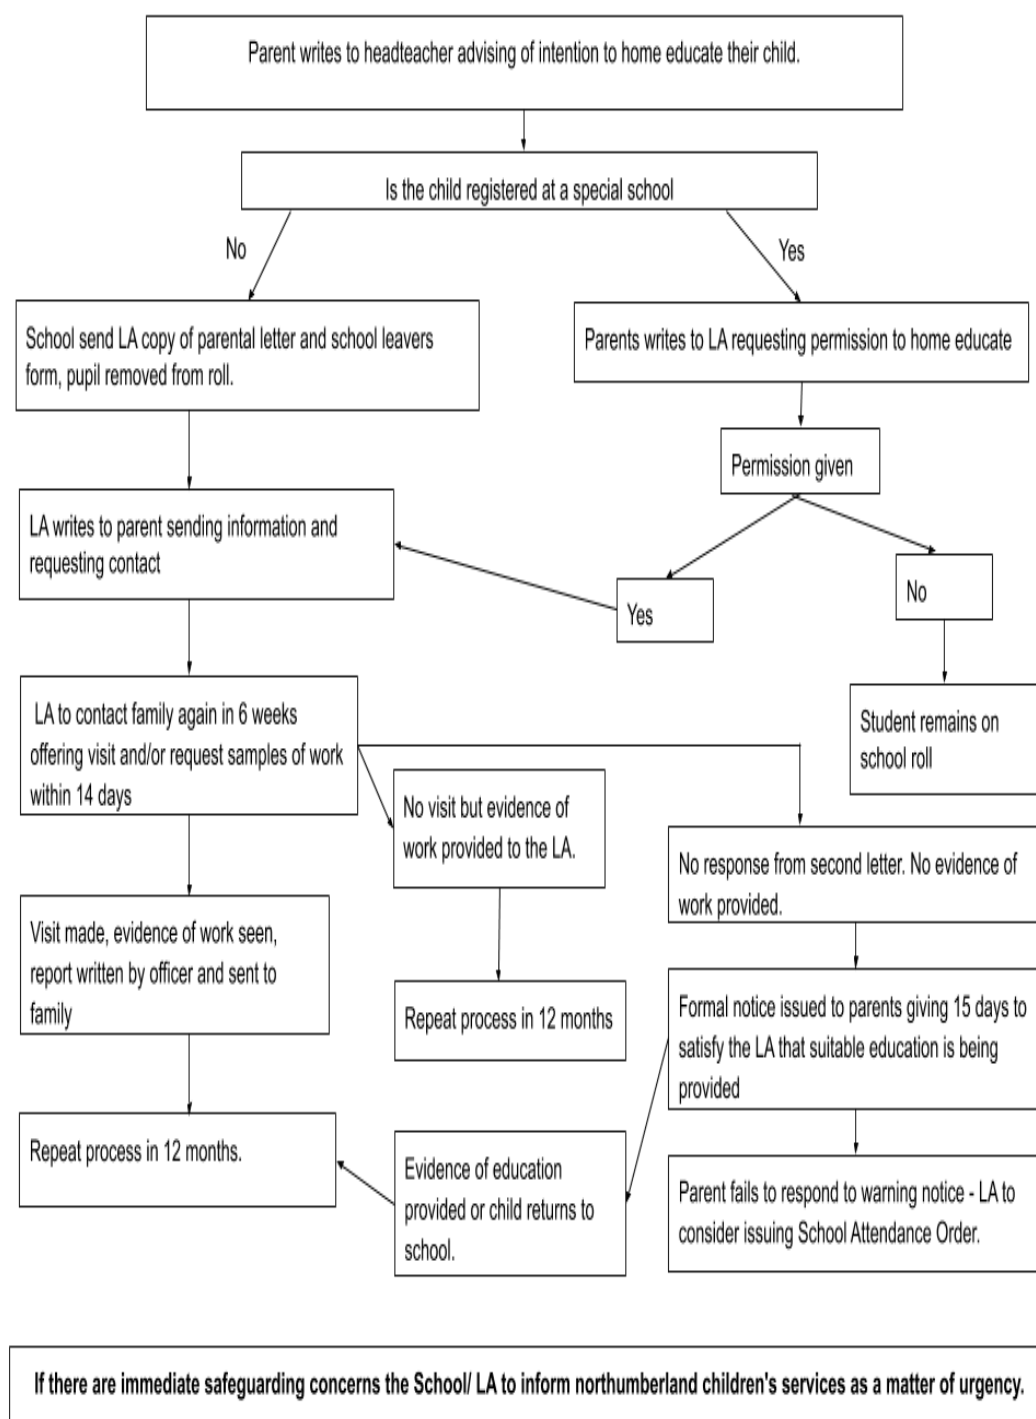 Parent writes to headteacher advising of intention to home educate their child.
Is the child registered at a special school
No
Yes
School send LA copy of parental letter and school leavers
form, pupil removed from roll.
Parents writes to LA requesting permission to home educate
Permission given
LA writes to parent sending information and
requesting contact
Yes
No
LA to contact family again in 6 weeks
offering visit and/or request samples of work
within 14 days
Student remains on
school roll
No visit but evidence of
work provided to the LA.
No response from second letter. No evidence of
work provided.
Visit made, evidence of work seen,
report written by officer and sent to
family
Repeat process in 12 months
Formal notice issued to parents giving 15 days to
satisfy the LA that suitable education is being
provided
Repeat process in 12 months.
Evidence of education
provided or child returns to
school.
Parent fails to respond to warning notice - LA to
consider issuing School Attendance Order.
If there are immediate safeguarding concerns the School/ LA to inform northumberland children's services as a matter of urgency.